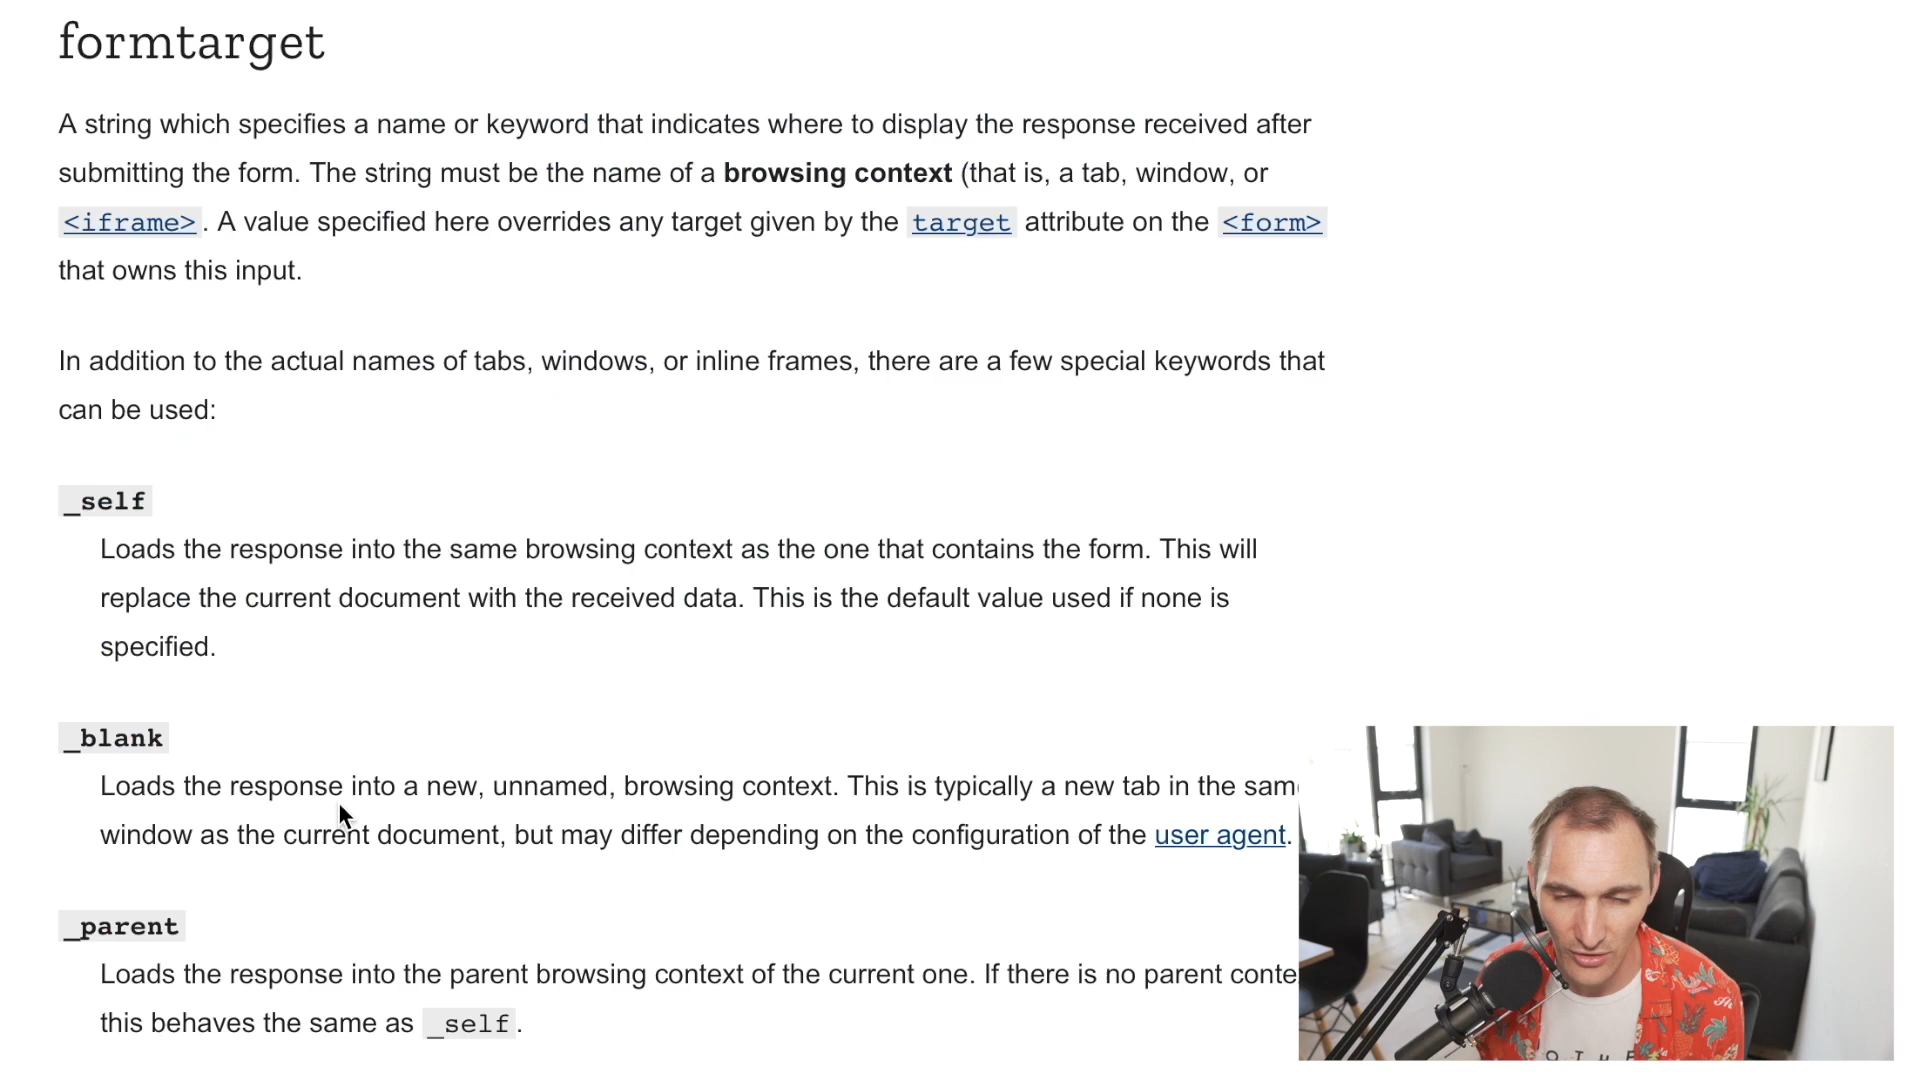 formtarget
A string which specifies a name or keyword that indicates where to display the response received after
submitting the form. The string must be the name of a browsing context (that is, a tab, window, or
<iframe>. A value specified here overrides any target given by the target attribute on the <form>
that owns this input.
In addition to the actual names of tabs, windows, or inline frames, there are a few special keywords that
can be used:
_self
Loads the response into the same browsing context as the one that contains the form. This will
replace the current document with the received data. This is the default value used if none is
specified.
_blank
Loads the response into a new, unnamed, browsing context. This is typically a new tab in the
window as the current document, but may differ depending on the configuration of the user agent.
_parent
Loads the response into the parent browsing context of the current one. If there is no parent
this behaves the same as _self.